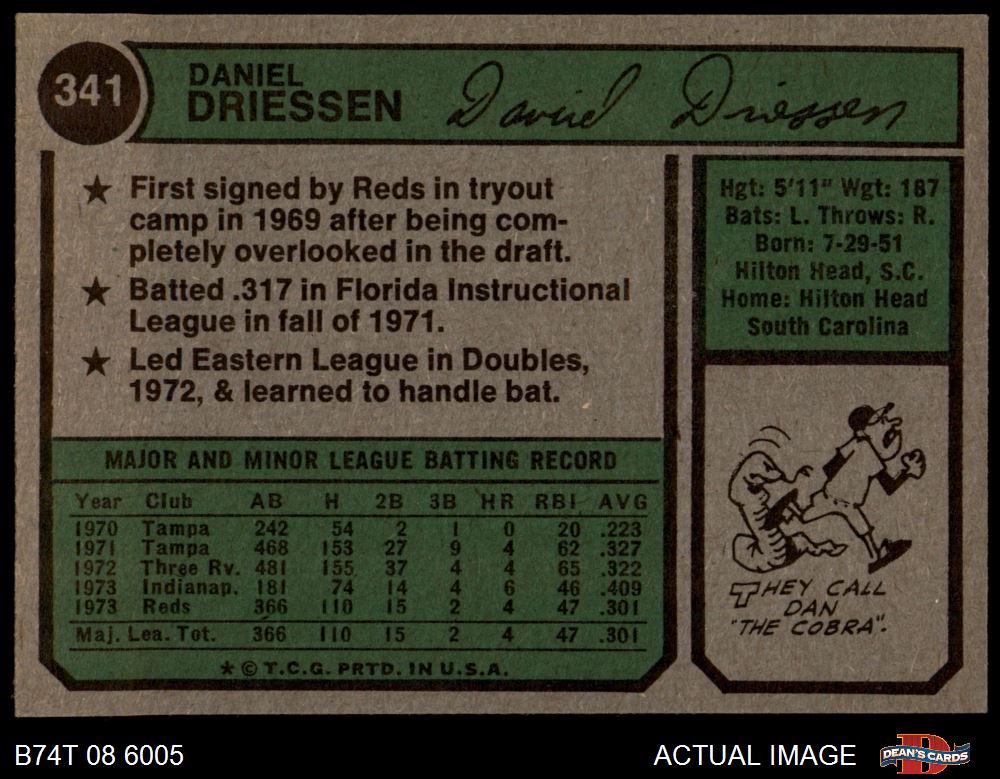 341
DANIEL
DRIESSEN
David Driessen
★ First signed by Reds in tryout
camp in 1969 after being com-
pletely overlooked in the draft.
★ Batted .317 in Florida Instructional
League in fall of 1971.
★ Led Eastern League in Doubles,
1972, & learned to handle bat.
Hgt: 5'11" Wgt: 187
Bats: L. Throws: R.
Born: 7-29-51
Hilton Head, S.C.
Home: Hilton Head
South Carolina
MAJOR AND MINOR LEAGUE BATTING RECORD
Year Club AB H 2B 3B HR RBI AVG
1970 Tampa 242 54 2 1 0 20 .223
1971 Tampa 468 153 27 9 4 62 .327
1972 Three Rv. 481 155 37 4 4 65 .322
1973 Indianap. 181 74 14 4 6 46 .409
1973 Reds 366 110 15 2 4 47 .301
Maj. Lea. Tot. 366 110 15 2 4 47 .301
★ © T.C.G. PRTD. IN U.S.A.
THEY CALL
DAN
"THE COBRA".
B74T 08 6005
ACTUAL IMAGE
DEAN'S CARDS